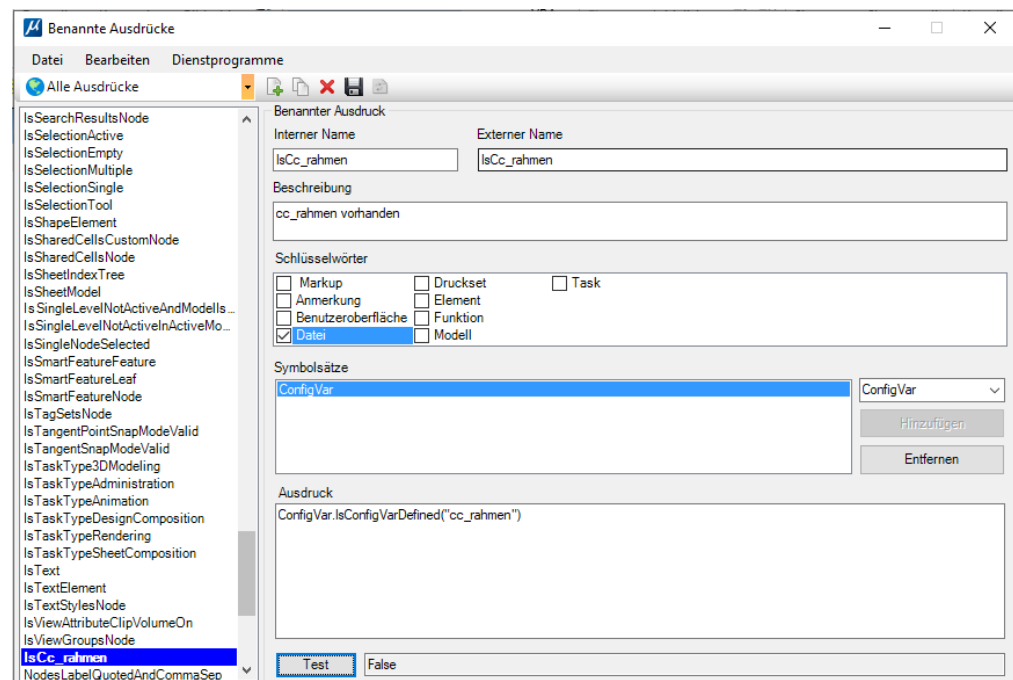 Benannte Ausdrücke
Datei Bearbeiten Dienstprogramme
Alle Ausdrücke
IsSearchResultsNode
IsSelectionActive
IsSelectionEmpty
IsSelectionMultiple
IsSelectionSingle
IsSelectionTool
IsShapeElement
IsSharedCellsCustomNode
IsSharedCellsNode
IsSheetIndexTree
IsSheetModel
IsSingleLevelNotActiveAndModelIs...
IsSingleLevelNotActiveInActiveMo...
IsSingleNodeSelected
IsSmartFeatureFeature
IsSmartFeatureLeaf
IsSmartFeatureNode
IsTagSetsNode
IsTangentPointSnapModeValid
IsTangentSnapModeValid
IsTaskType3DModeling
IsTaskTypeAdministration
IsTaskTypeAnimation
IsTaskTypeDesignComposition
IsTaskTypeRendering
IsTaskTypeSheetComposition
IsText
IsTextElement
IsTextStylesNode
IsViewAttributeClipVolumeOn
IsViewGroupsNode
IsCc_rahmen
NodesLabelQuotedAndCommaSep
Benannter Ausdruck
Interner Name Externer Name
IsCc_rahmen IsCc_rahmen
Beschreibung
cc_rahmen vorhanden
Schlüsselwörter
Markup Druckset Task
Anmerkung Element
Benutzeroberfläche Funktion
Datei Modell
Symbolsätze
ConfigVar ConfigVar
Hinzufügen
Entfernen
Ausdruck
ConfigVar.IsConfigVarDefined("cc_rahmen")
Test False